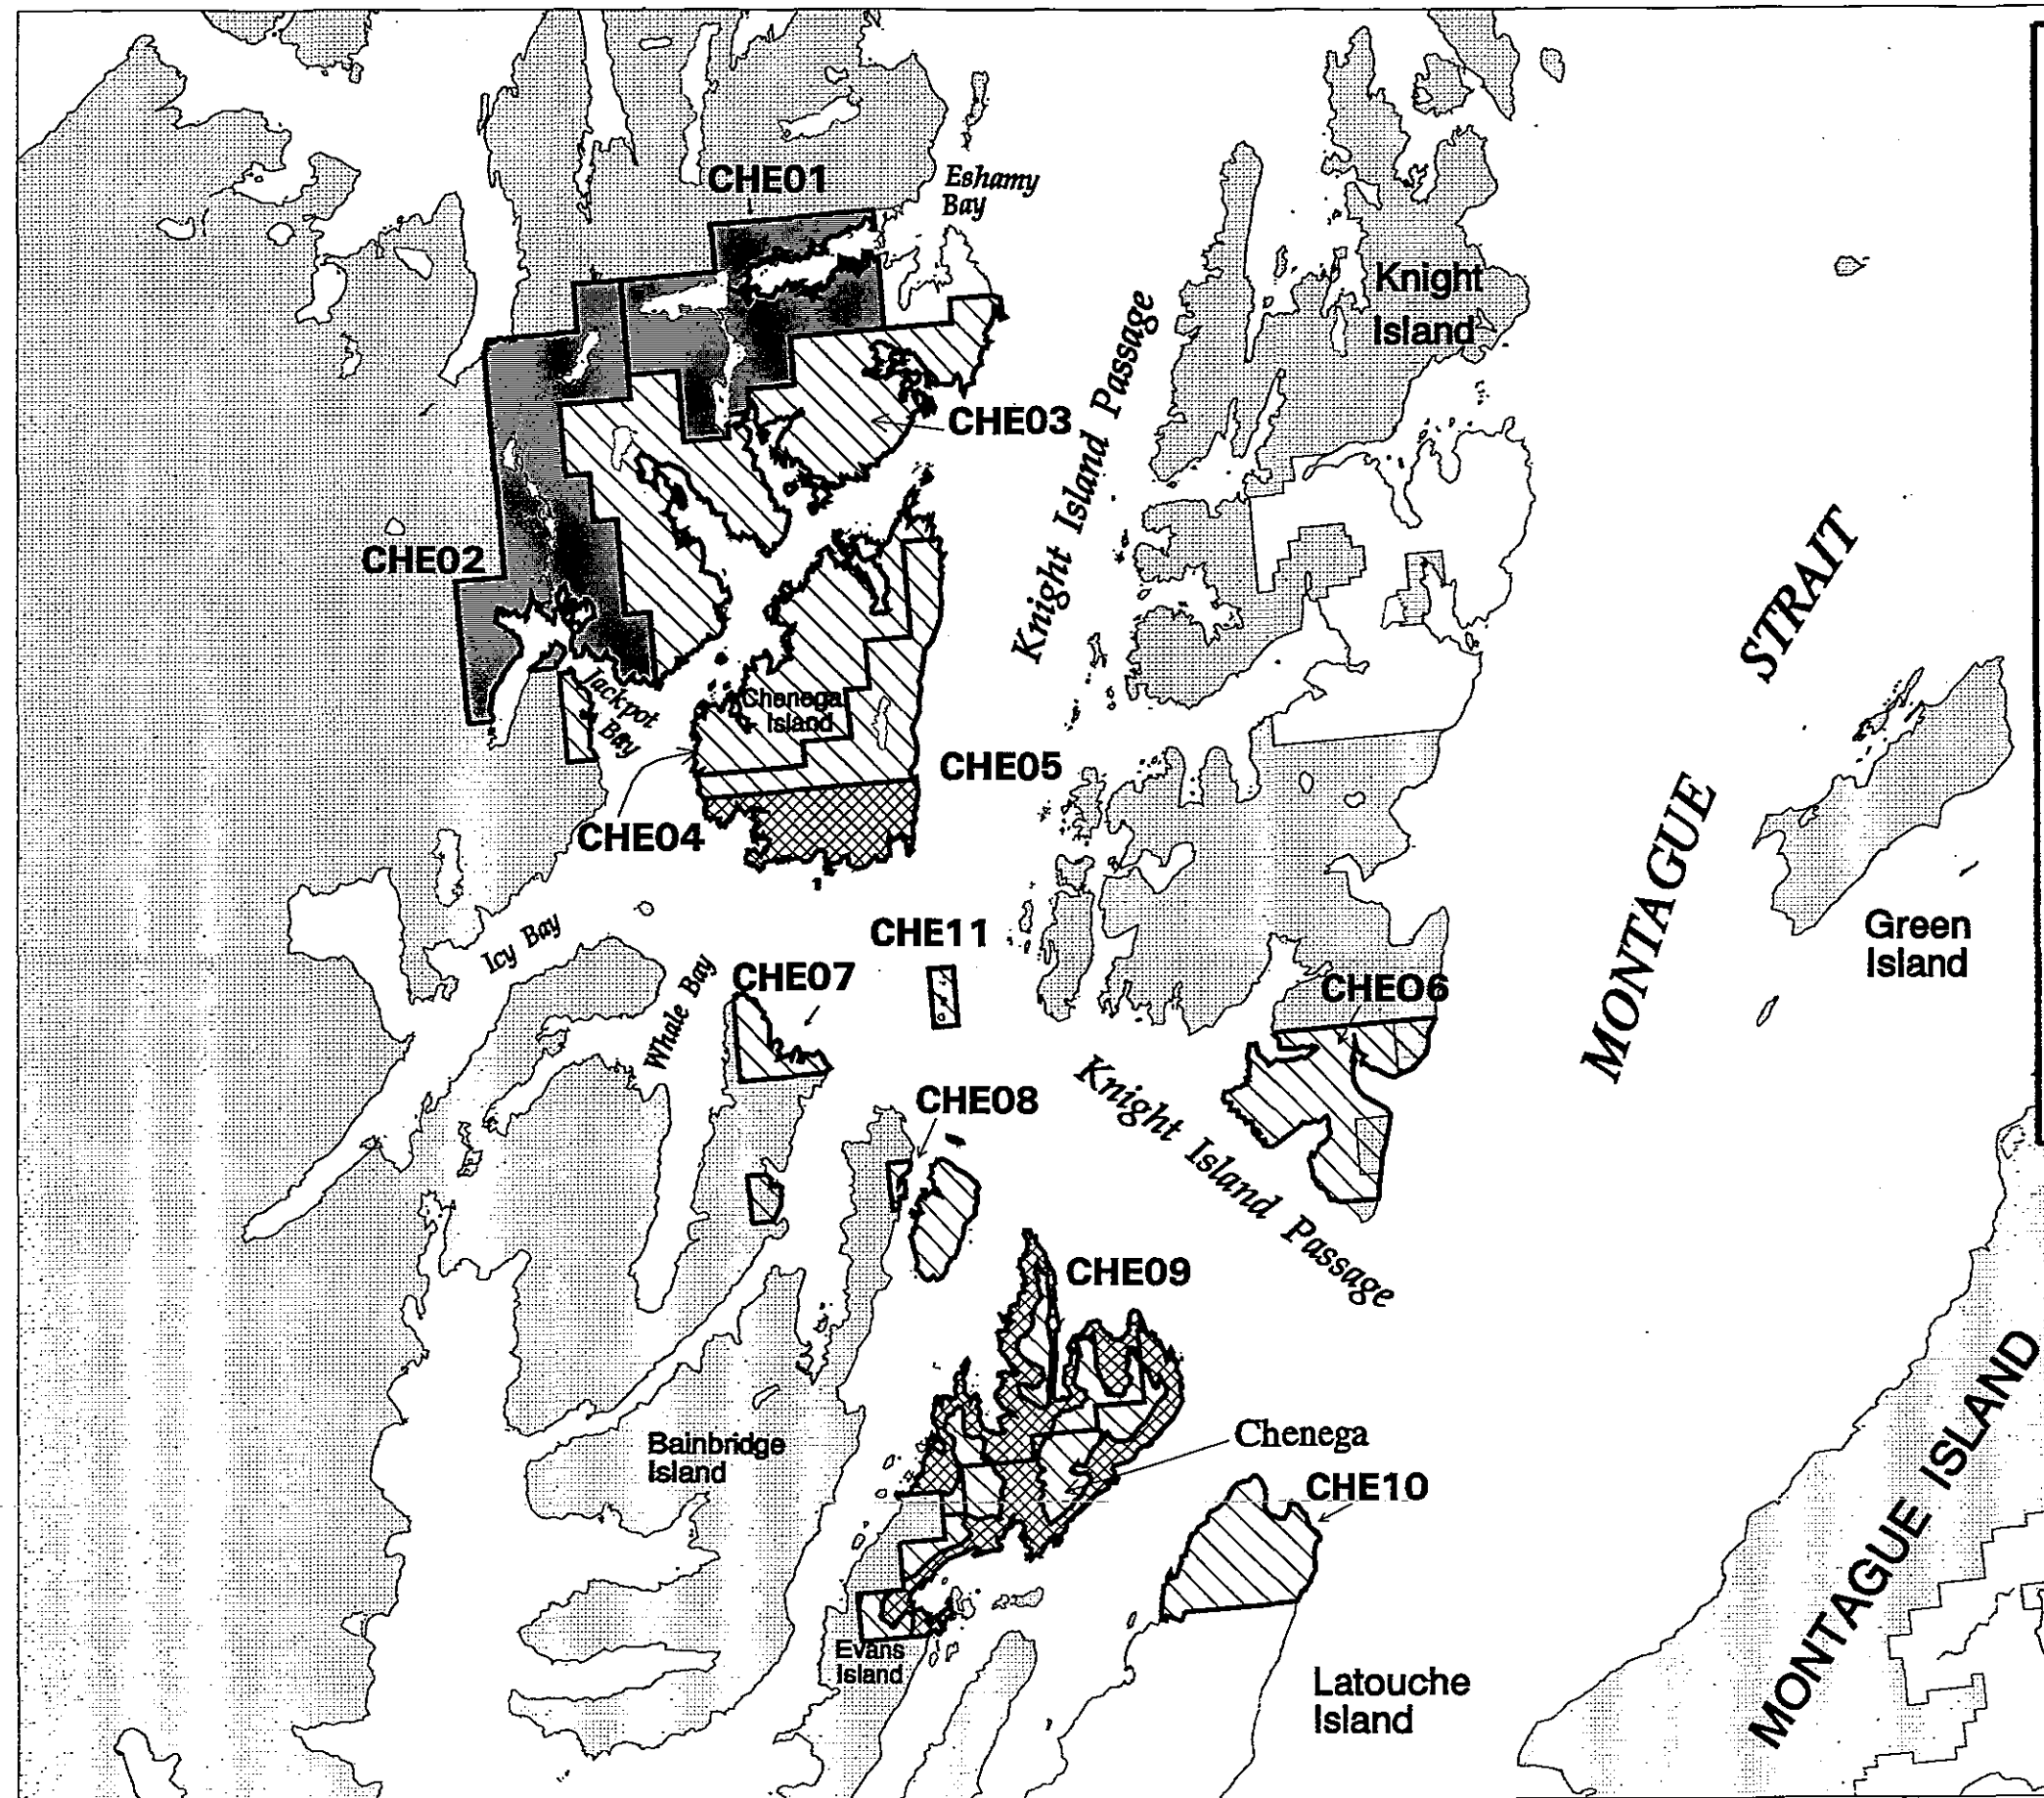 CHE01
Eshamy
Bay
Knight
Island
Knight Island Passage
CHE03
CHE02
STRAIT
Jackpot
Bay
Chenega
Island
CHE05
MONTAGUE
CHE04
Green
Island
CHE11
Icy Bay
CHE07
Whale Bay
CHE06
CHE08
Knight Island Passage
CHE09
MONTAGUE ISLAND
Chenega
Bainbridge
Island
CHE10
Evans
Island
Latouche
Island